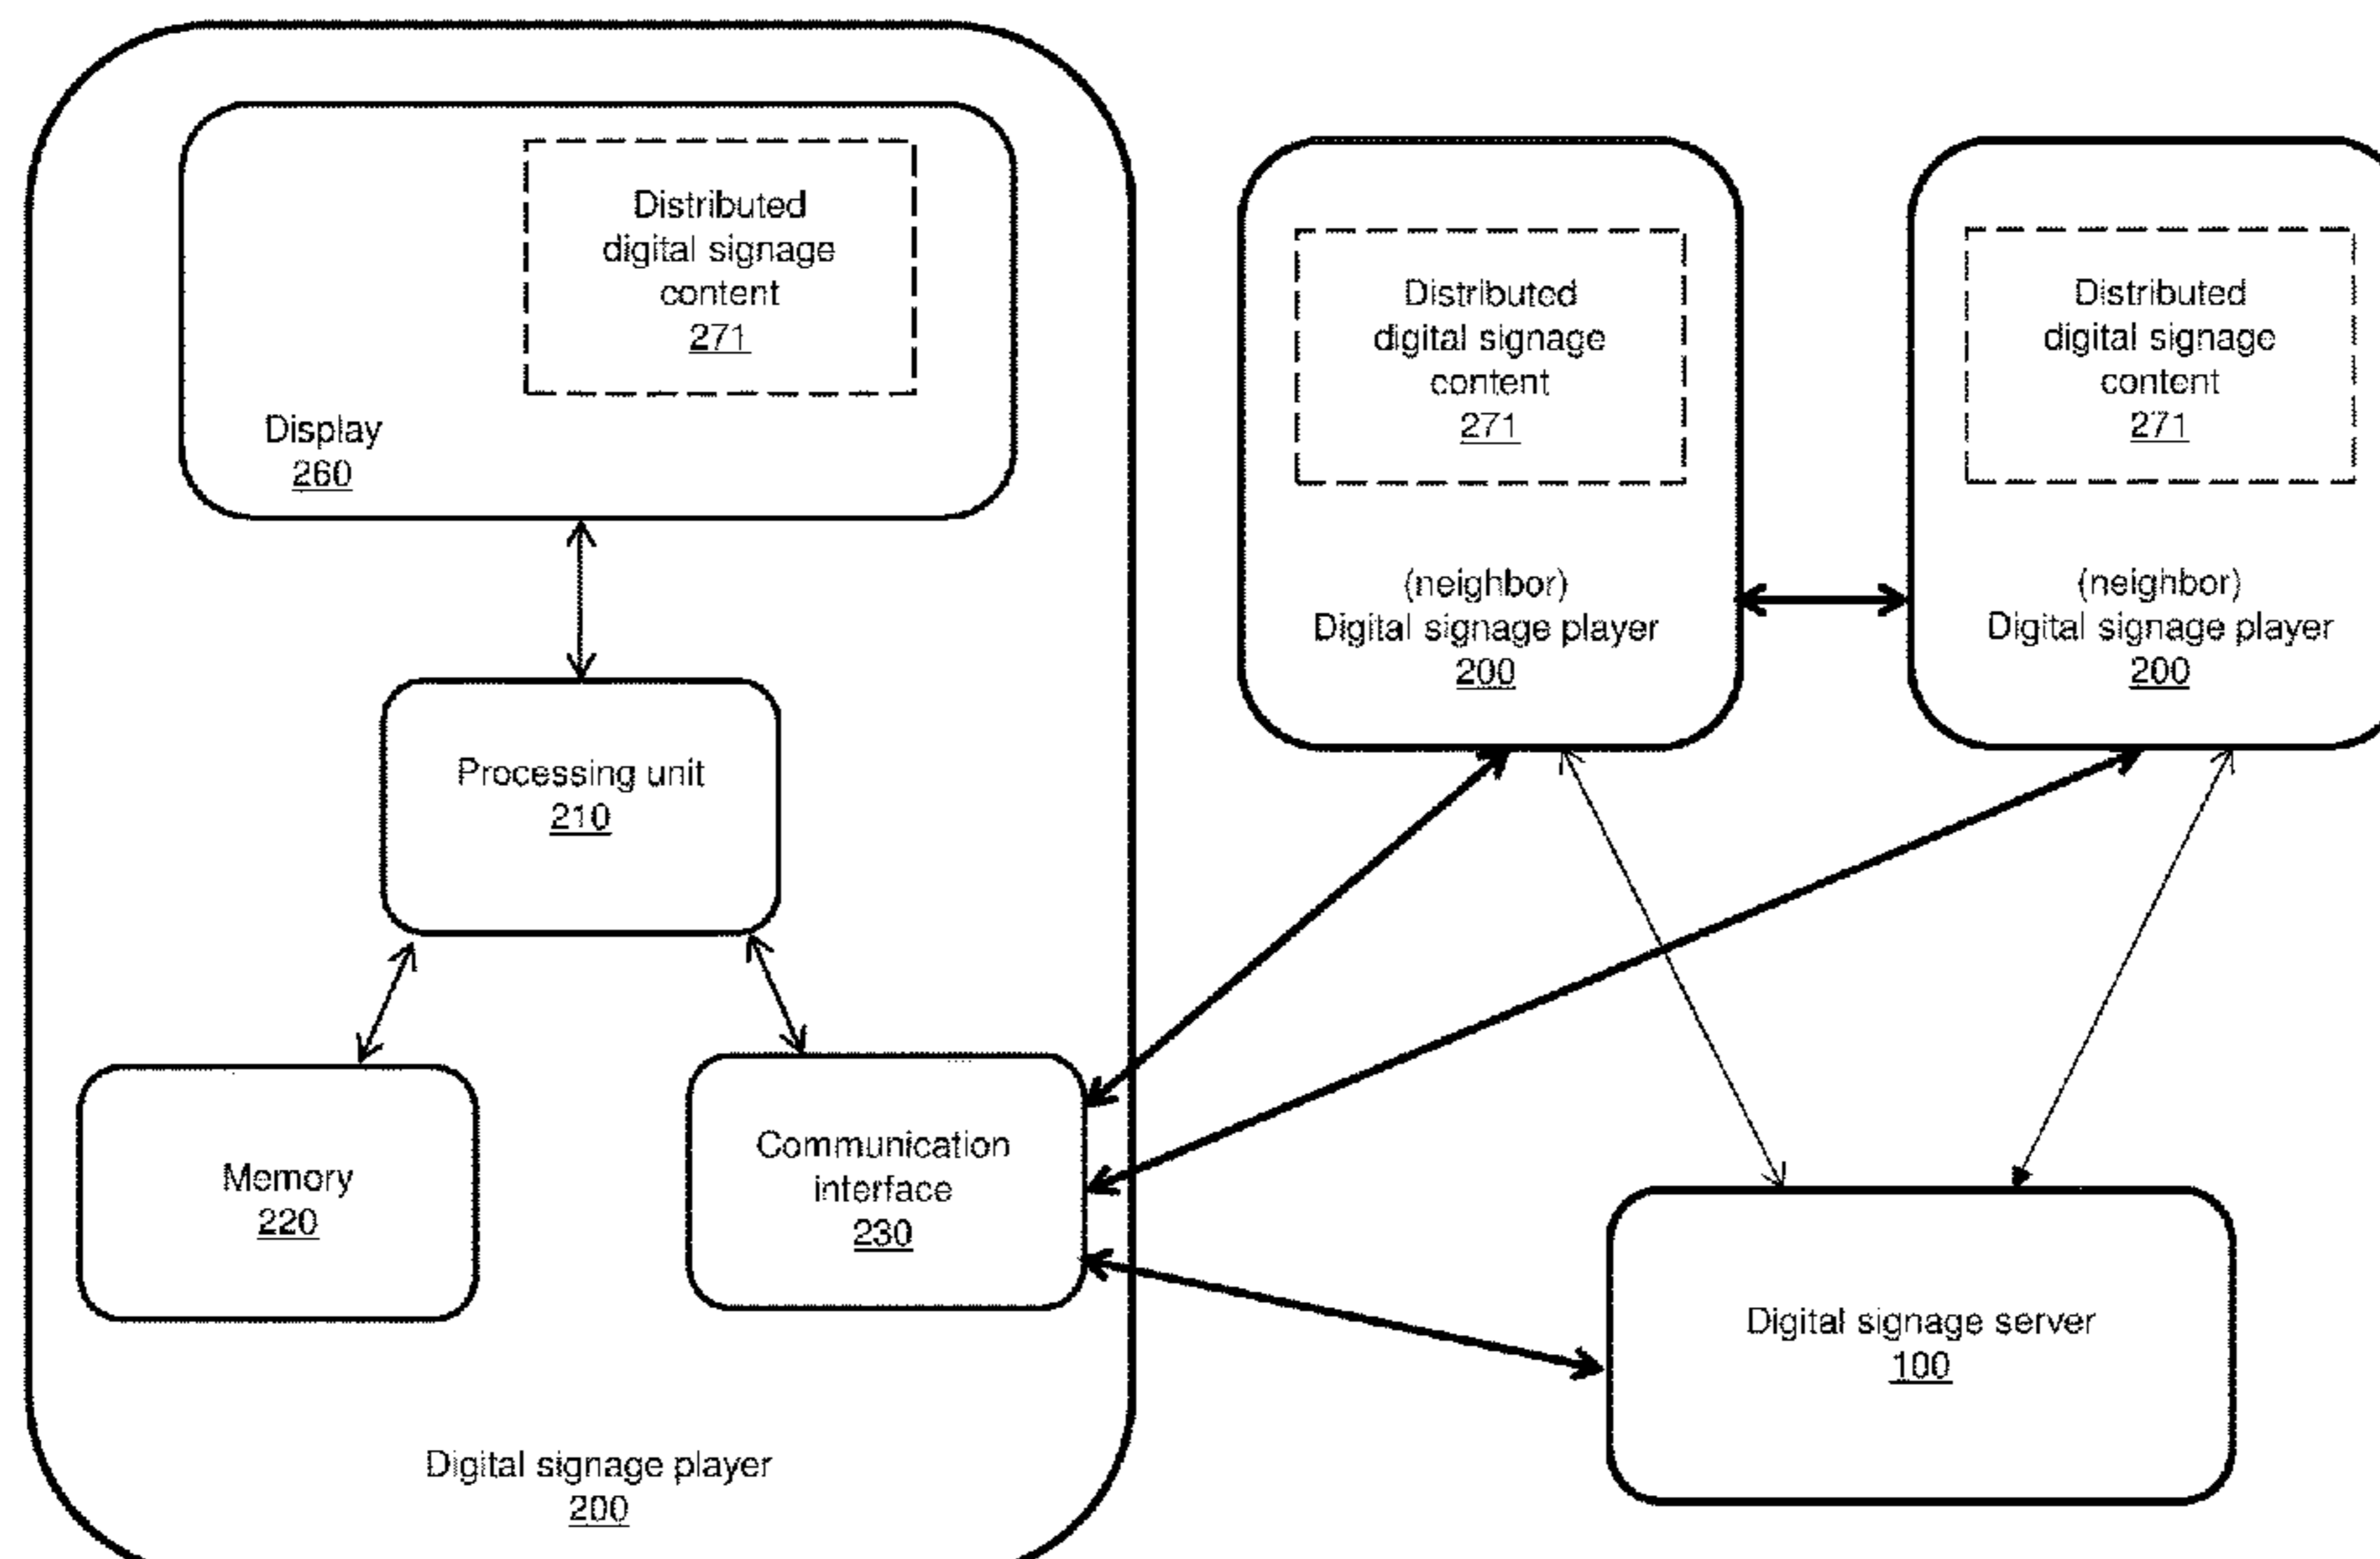 Distributed
digital signage
content
271
Display
260
Processing unit
210
Memory
220
Communication
interface
230
Digital signage player
200
Distributed
digital signage
content
271
(neighbor)
Digital signage player
200
Distributed
digital signage
content
271
(neighbor)
Digital signage player
200
Digital signage server
100